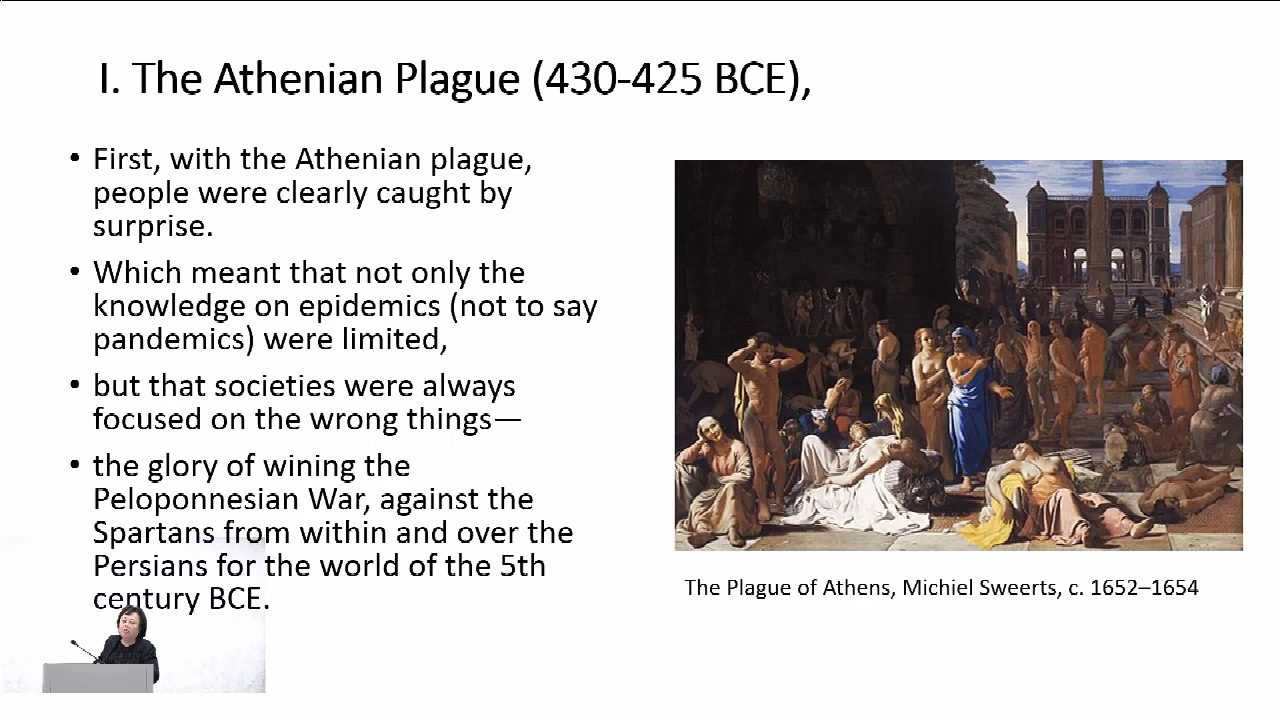 I. The Athenian Plague (430-425 BCE),
• First, with the Athenian plague,
people were clearly caught by
surprise.
• Which meant that not only the
knowledge on epidemics (not to say
pandemics) were limited,
• but that societies were always
focused on the wrong things—
• the glory of wining the
Peloponnesian War, against the
Spartans from within and over the
Persians for the world of the 5th
century BCE.
The Plague of Athens, Michiel Sweerts, c. 1652–1654